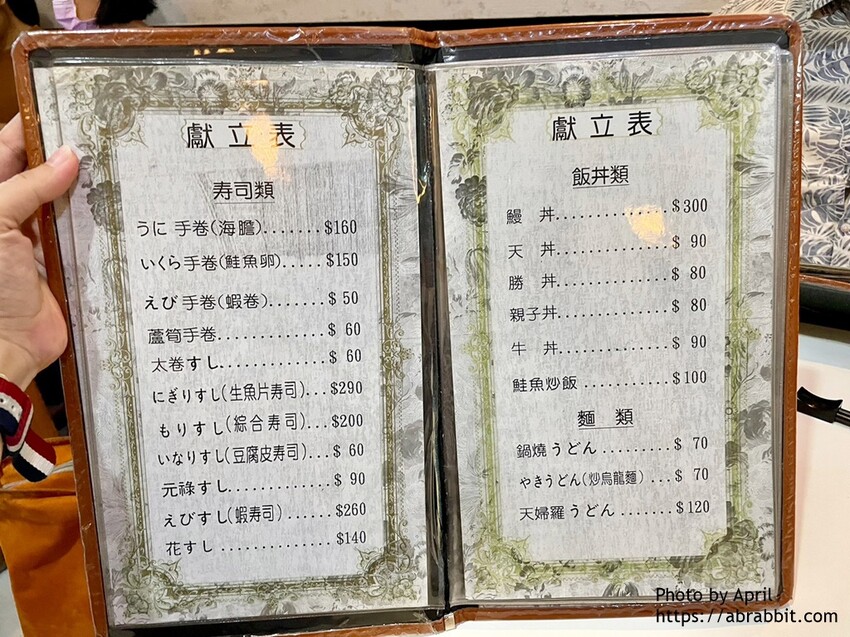 獻立表
寿司類
うに 手卷(海膽).......$160
いくら手卷(鮭魚卵).....$150
えび 手卷(蝦卷)........$ 50
蘆筍手卷.............$ 60
太卷すし.............$ 60
にぎりすし(生魚片寿司)...$290
もりすし(綜合寿司)....$200
いなりすし(豆腐皮寿司)...$ 60
元祿すし.............$ 90
えびすし(蝦寿司)......$260
花すし..............$140
獻立表
飯丼類
鰻 丼..............$300
天 丼..............$ 90
勝 丼..............$ 80
親子丼..............$ 80
牛 丼..............$ 90
鮭魚炒飯............$100
麵 類
鍋燒うどん..........$ 70
やきうどん(炒烏龍麵)...$ 70
天婦羅うどん........$120
Photo by April
https://abrabbit.com